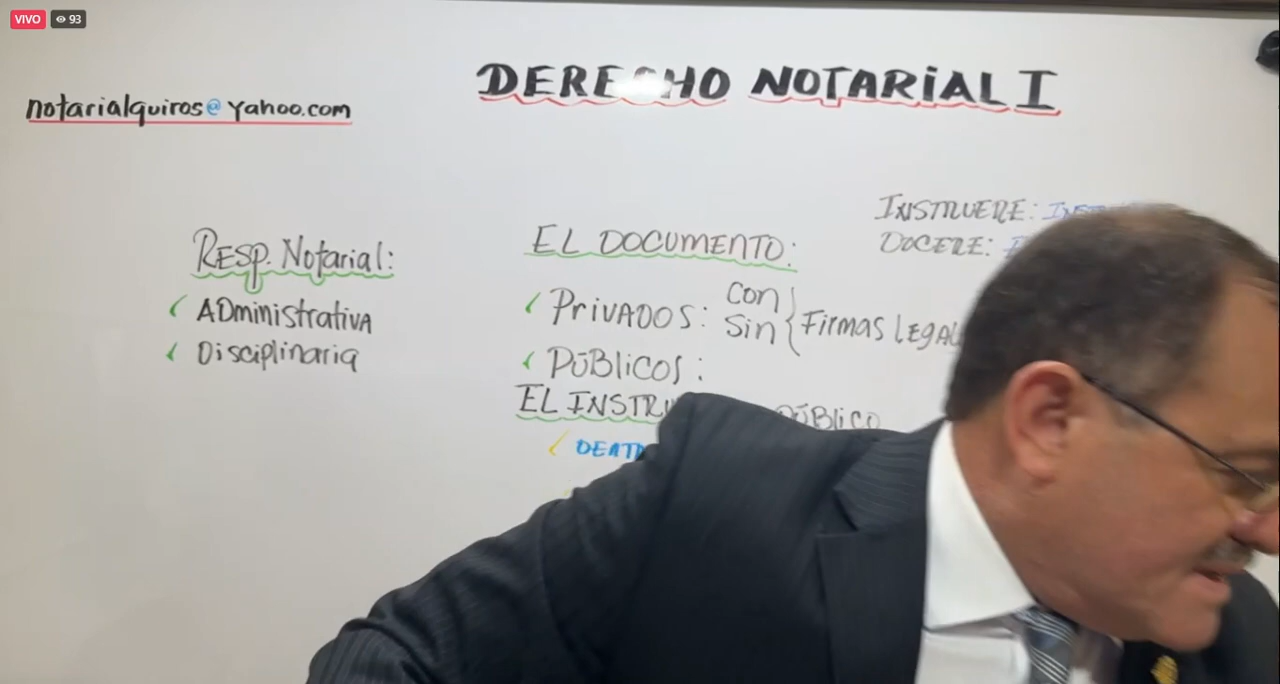 VIVO 93
DERECHO NOTARiAL I
notarialquiros@yahoo.com
INSTRUERE:
DOCERE:
RESP. Notarial:
ADministrativa
Disciplinaria
EL DOCUMENTO:
PrivADOS: Con
Sin
Firmas
PÚBlicos:
EL
PÚBlico